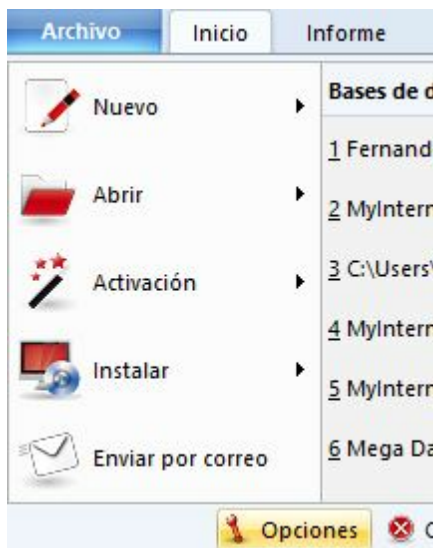 Archivo Inicio Informe
Nuevo
Abrir
Activación
Instalar
Enviar por correo
Bases de
1 Fernand
2 MyIntern
3 C:\Users\
4 MyIntern
5 MyIntern
6 Mega Da
Opciones